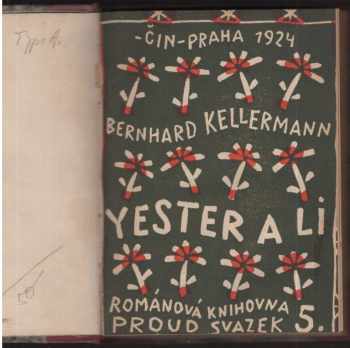 -ČIN-PRAHA 1924
BERNHARD KELLERMANN
YESTER A LI
ROMÁNOVÁ KNIHOVNA
PROUD SVAZEK 5.